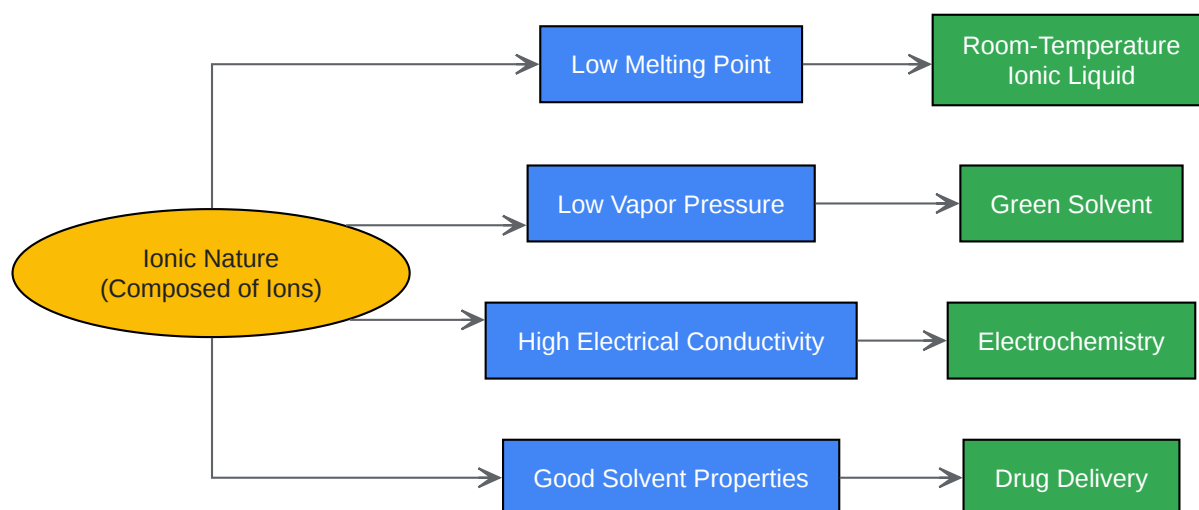 Low Melting Point
Room-Temperature
Ionic Liquid
Low Vapor Pressure
Green Solvent
Ionic Nature
(Composed of Ions)
High Electrical Conductivity
Electrochemistry
Good Solvent Properties
Drug Delivery